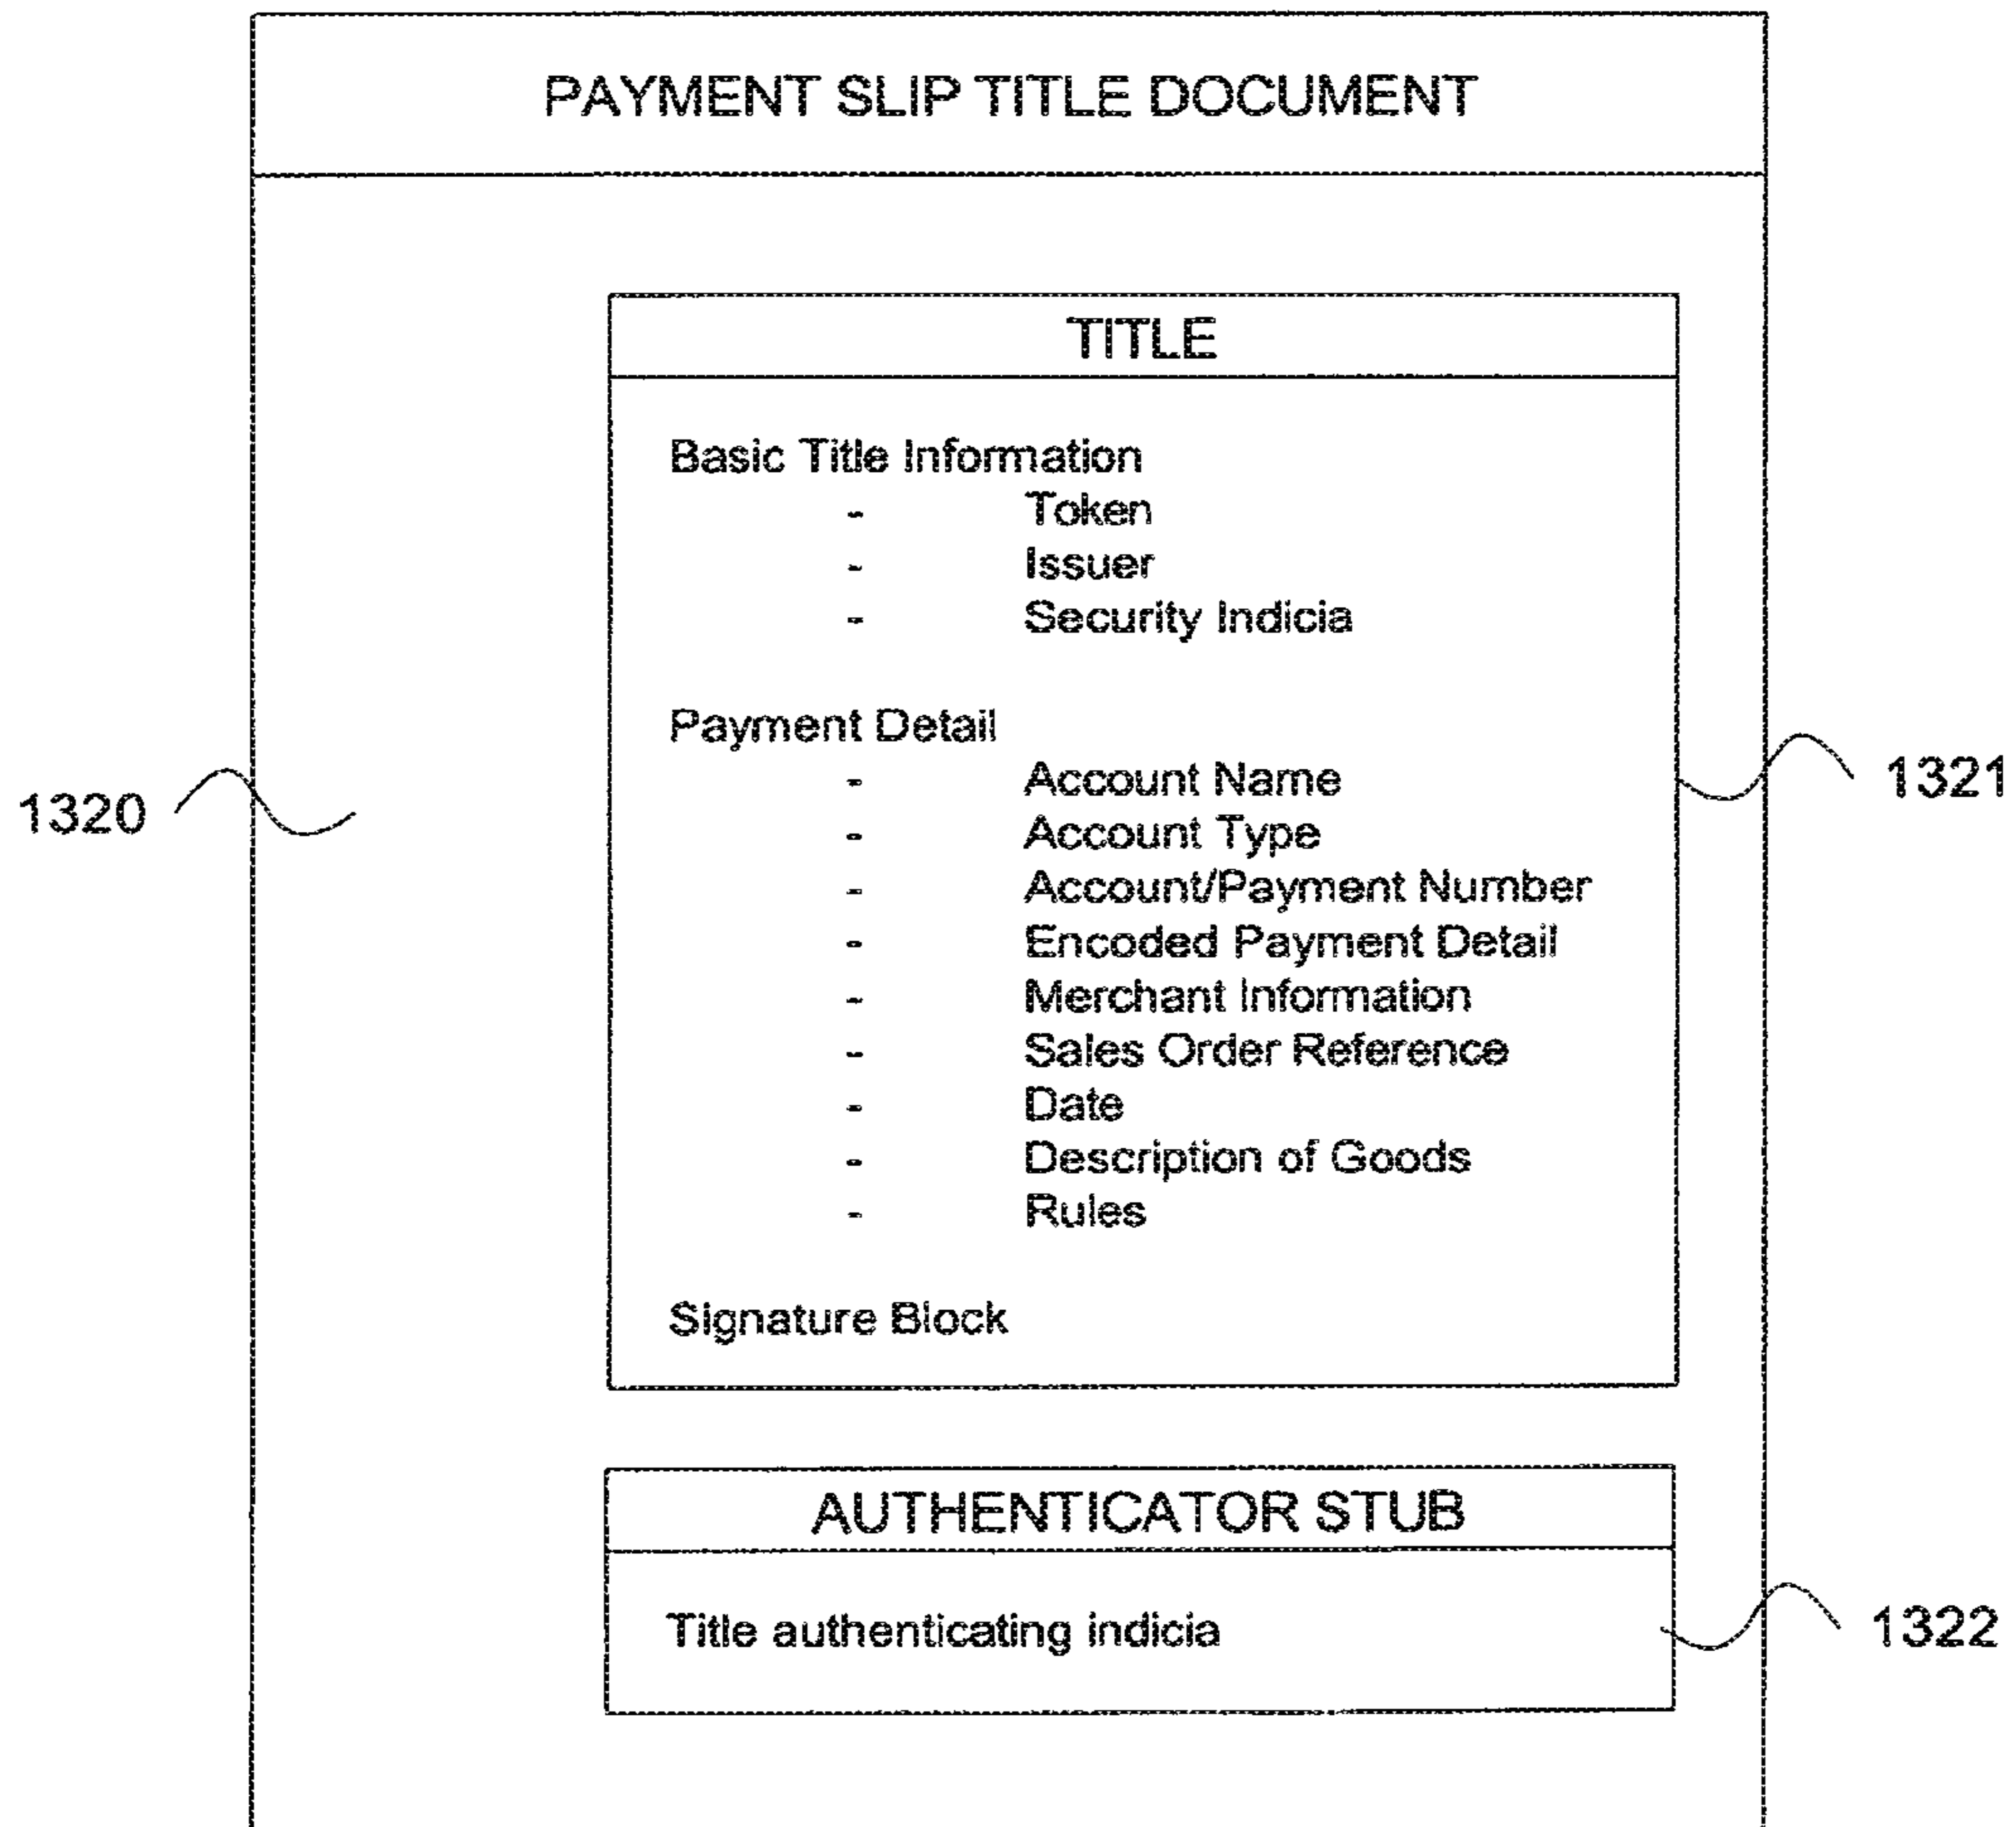 PAYMENT SLIP TITLE DOCUMENT
TITLE
Basic Title Information
- Token
- Issuer
- Security Indicia
Payment Detail
- Account Name
- Account Type
- Account/Payment Number
- Encoded Payment Detail
- Merchant Information
- Sales Order Reference
- Date
- Description of Goods
- Rules
Signature Block
1320
1321
AUTHENTICATOR STUB
Title authenticating indicia
1322